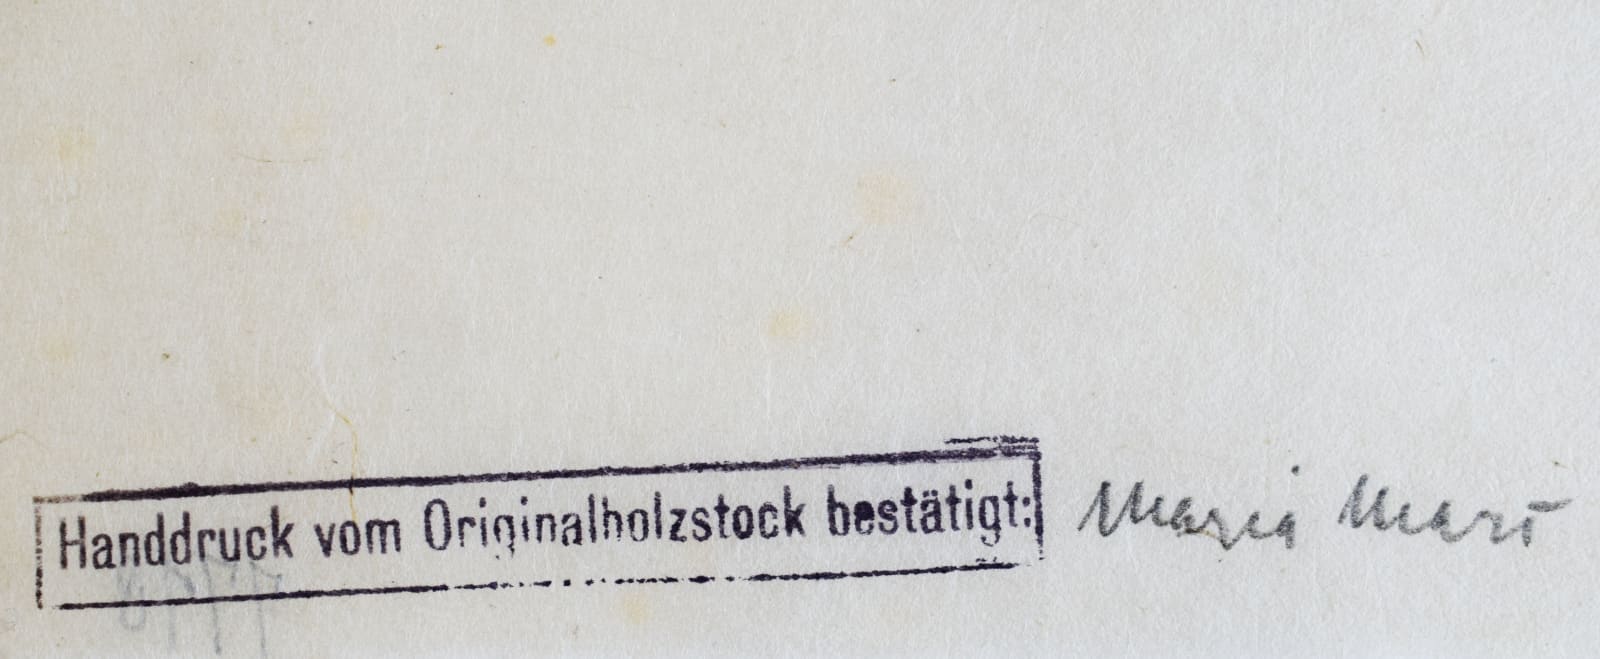 Handdruck vom Originalholzstock bestätigt: Maria Marc